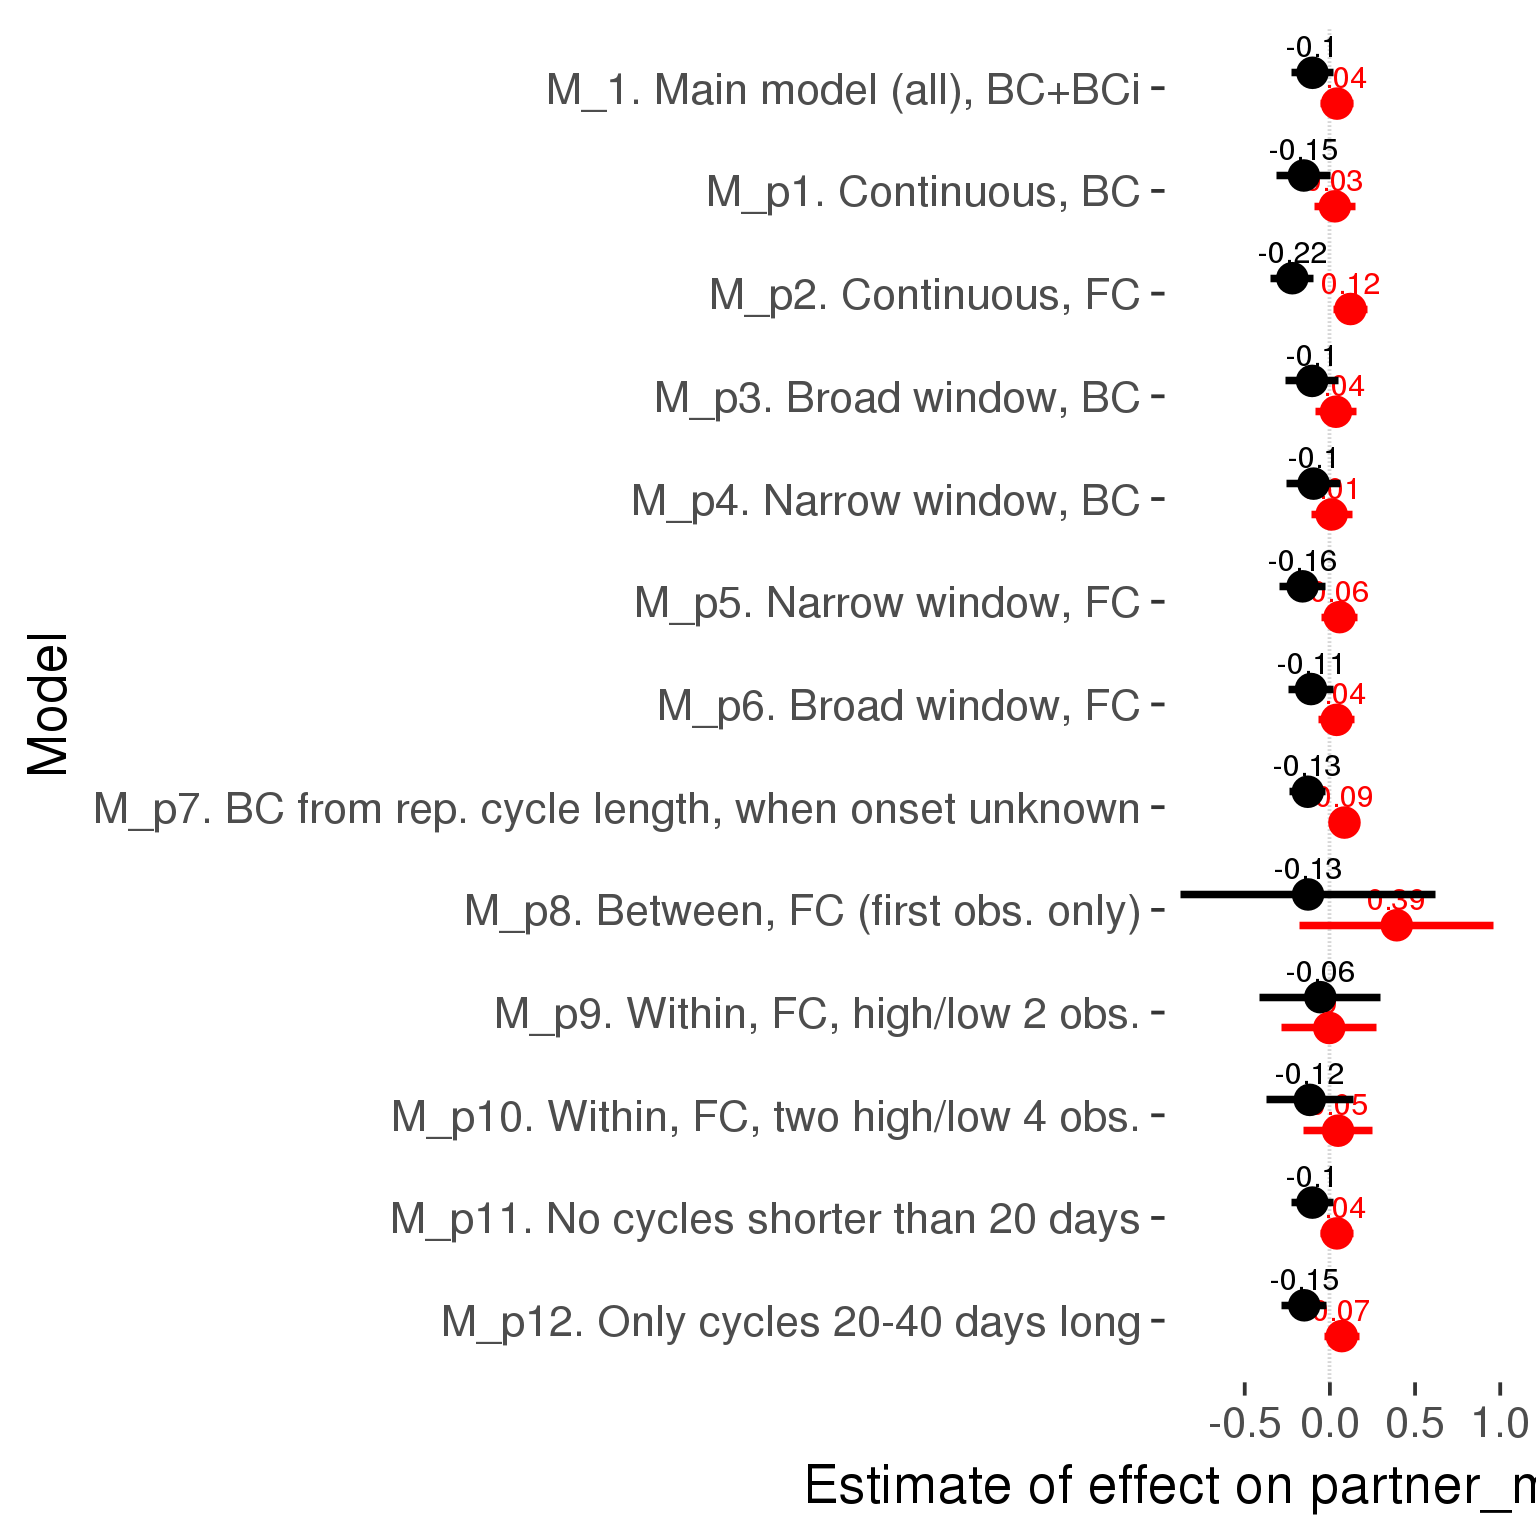 Model
M_1. Main model (all), BC+BCi
-0.1
.04
M_p1. Continuous, BC
-0.15
.03
M_p2. Continuous, FC
-0.22
0.12
M_p3. Broad window, BC
-0.1
.04
M_p4. Narrow window, BC
-0.1
.01
M_p5. Narrow window, FC
-0.16
0.06
M_p6. Broad window, FC
-0.11
.04
M_p7. BC from rep. cycle length, when onset unknown
-0.13
0.09
M_p8. Between, FC (first obs. only)
-0.13
0.39
M_p9. Within, FC, high/low 2 obs.
-0.06
M_p10. Within, FC, two high/low 4 obs.
-0.12
.05
M_p11. No cycles shorter than 20 days
-0.1
.04
M_p12. Only cycles 20-40 days long
-0.15
0.07
-0.5 0.0 0.5 1.0
Estimate of effect on partner_m